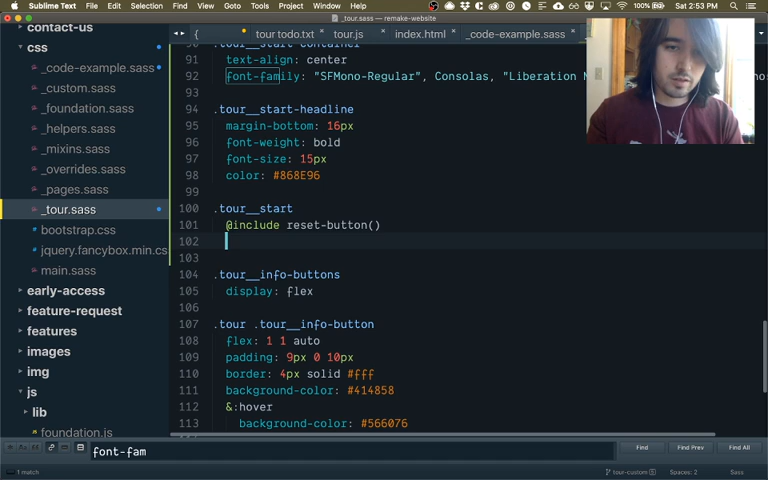 Sublime Text File Edit Selection Find View Goto Tools Project Window Help 100% Sat 2:53 PM
_tour.sass — remake-website
{ tour todo.txt tour.js index.html _code-example.sass
contact-us
css
_code-example.sass
_custom.sass
_foundation.sass
_helpers.sass
_mixins.sass
_overrides.sass
_pages.sass
_tour.sass
bootstrap.css
jquery.fancybox.min.cs
main.sass
early-access
feature-request
features
images
img
js
lib
foundation.js
90 .tour__start-container
91 text-align: center
92 font-family: "SFMono-Regular", Consolas, "Liberation M
93
94 .tour__start-headline
95 margin-bottom: 16px
96 font-weight: bold
97 font-size: 15px
98 color: #868E96
99
100 .tour__start
101 @include reset-button()
102
103
104 .tour__info-buttons
105 display: flex
106
107 .tour .tour__info-button
108 flex: 1 1 auto
109 padding: 9px 0 10px
110 border: 4px solid #fff
111 background-color: #414858
112 &:hover
113 background-color: #566076
font-fam
Find Find Prev Find All
1 match tour-custom Spaces: 2 Sass